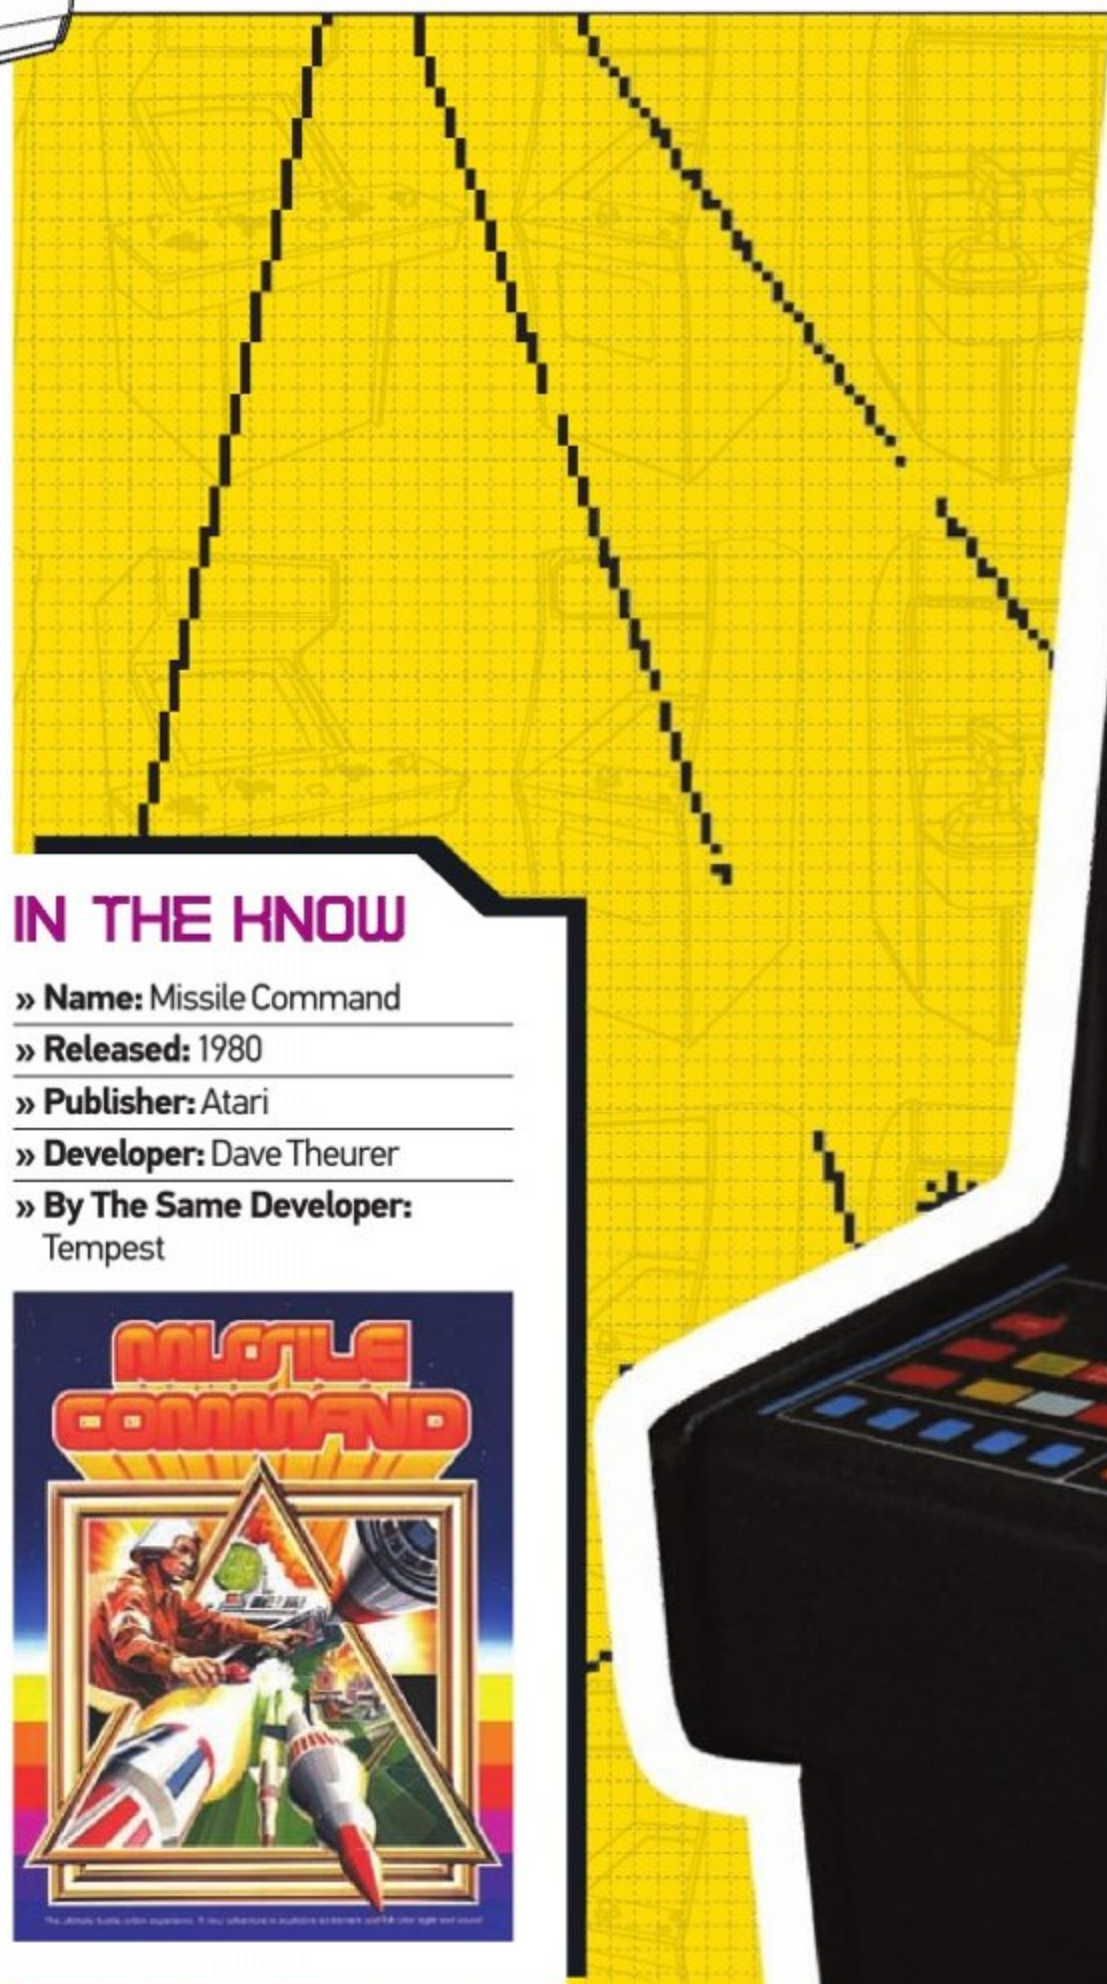 IN THE KNOW
» Name: Missile Command
» Released: 1980
» Publisher: Atari
» Developer: Dave Theurer
» By The Same Developer:
Tempest
MISSILE
COMMAND